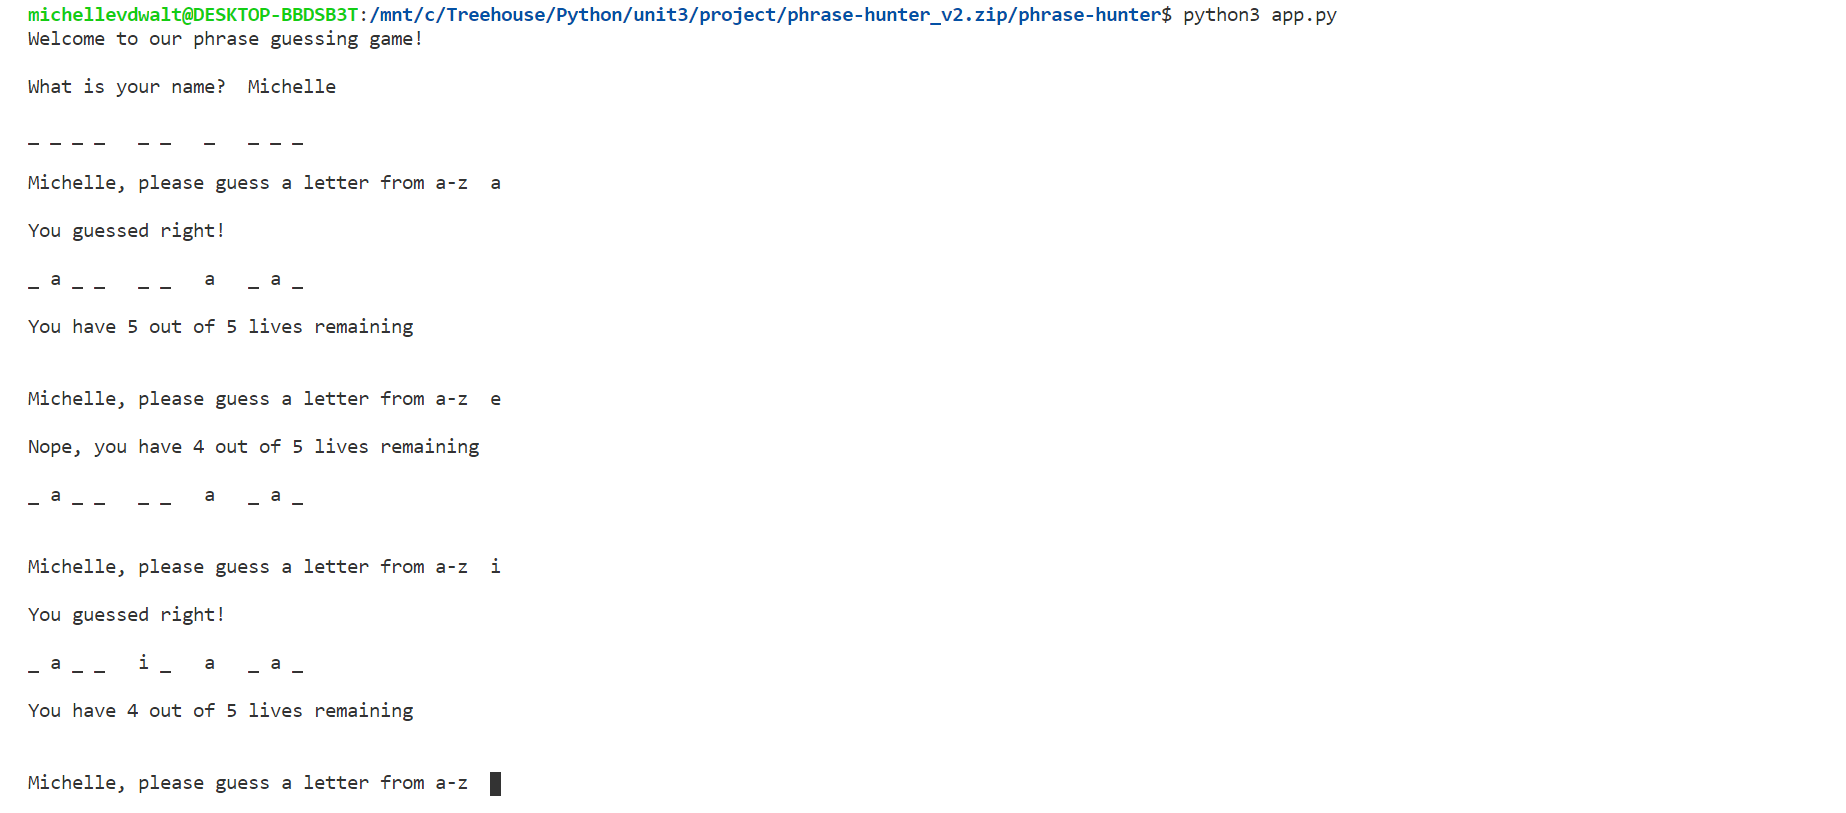 michellevdwalt@DESKTOP-BBDSB3T:/mnt/c/Treehouse/Python/unit3/project/phrase-hunter_v2.zip/phrase-hunter$ python3 app.py
Welcome to our phrase guessing game!
What is your name?  Michelle
_ _ _ _   _ _   _   _ _ _
Michelle, please guess a letter from a-z  a
You guessed right!
_ a _ _   _ _   a   _ a _
You have 5 out of 5 lives remaining
Michelle, please guess a letter from a-z  e
Nope, you have 4 out of 5 lives remaining
_ a _ _   _ _   a   _ a _
Michelle, please guess a letter from a-z  i
You guessed right!
_ a _ _   i _   a   _ a _
You have 4 out of 5 lives remaining
Michelle, please guess a letter from a-z